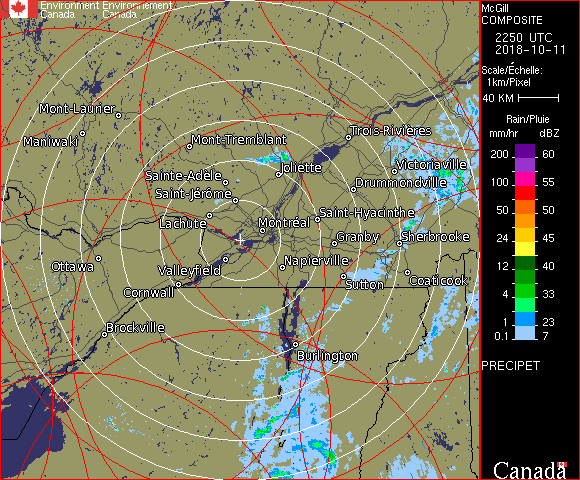 Environment Environnement
Canada Canada
McGill
COMPOSITE
2250 UTC
2018-10-11
Scale/Échelle:
1km/Pixel
40 KM
Rain/Pluie
mm/hr dBZ
200 60
100 55
50 50
24 45
12 40
4 33
1 23
0.1 7
PRECIPET
Canada
Mont-Laurier
Maniwaki
Mont-Tremblant
Trois-Rivières
Sainte-Adèle
Joliette
Victoriaville
Saint-Jérôme
Drummondville
Lachute
Montréal
Saint-Hyacinthe
Granby
Sherbrooke
Ottawa
Valleyfield
Napierville
Cornwall
Sutton
Coaticook
Brockville
Burlington